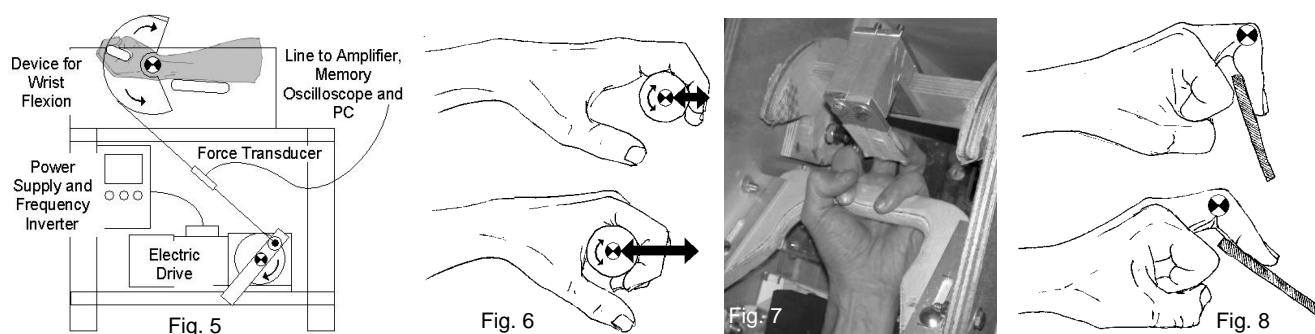 Device for
Wrist
Flexion
Line to Amplifier,
Memory
Oscilloscope and
PC
Force Transducer
Power
Supply and
Frequency
Inverter
Electric
Drive
Fig. 5
Fig. 6
Fig. 7
Fig. 8